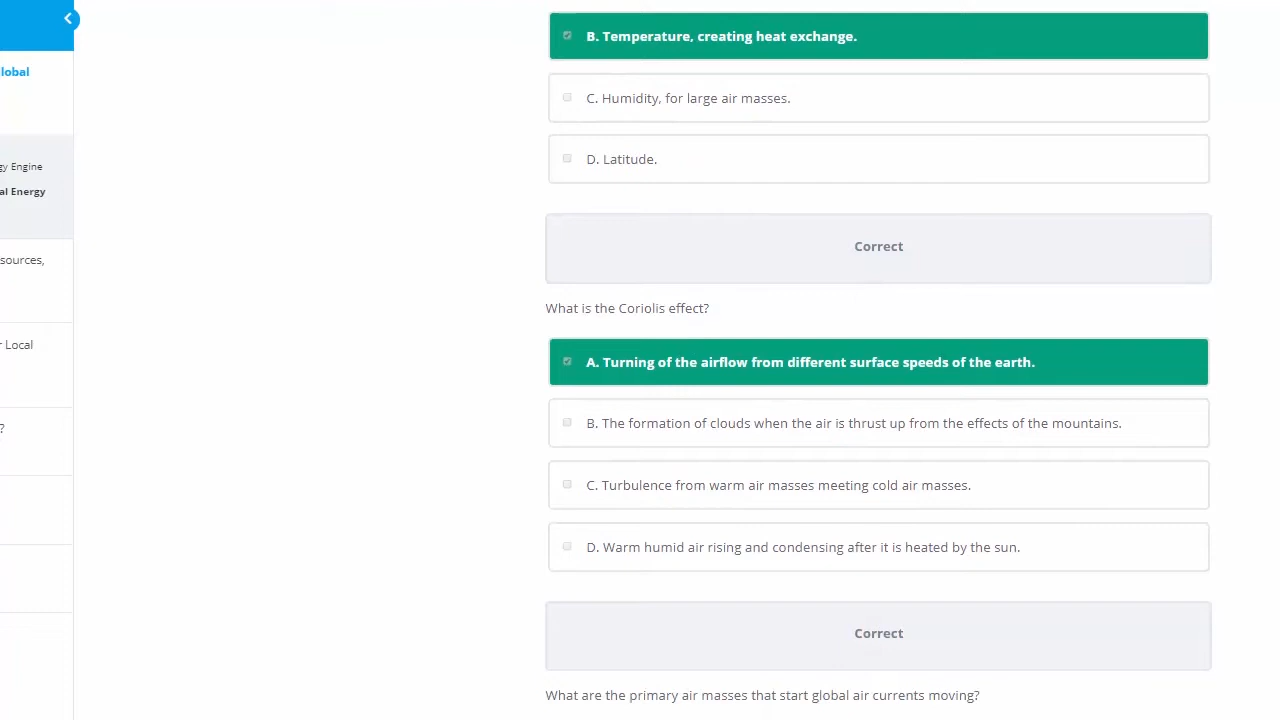 lobal
gy Engine
al Energy
sources,
r Local
?
B. Temperature, creating heat exchange.
C. Humidity, for large air masses.
D. Latitude.
Correct
What is the Coriolis effect?
A. Turning of the airflow from different surface speeds of the earth.
B. The formation of clouds when the air is thrust up from the effects of the mountains.
C. Turbulence from warm air masses meeting cold air masses.
D. Warm humid air rising and condensing after it is heated by the sun.
Correct
What are the primary air masses that start global air currents moving?